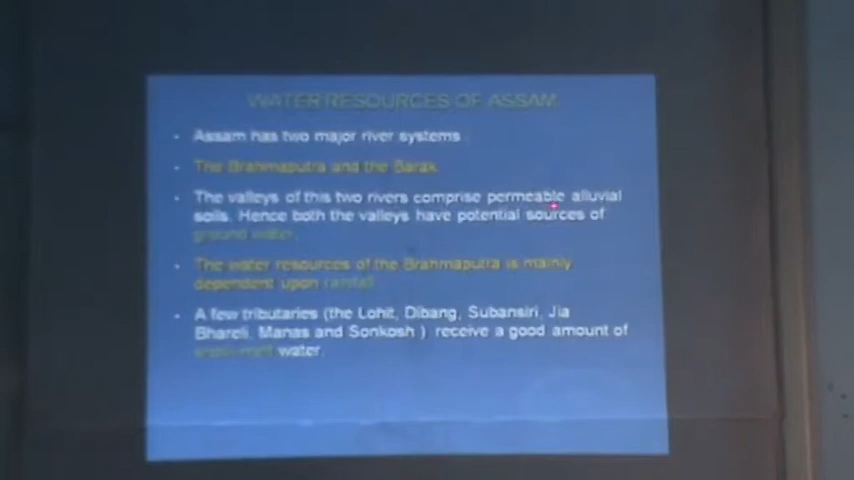 WATER RESOURCES OF ASSAM
- Assam has two major river systems :
- The Brahmaputra and the Barak.
- The valleys of this two rivers comprise permeable alluvial
soils. Hence both the valleys have potential sources of
ground water.
- The water resources of the Brahmaputra is mainly
dependent upon rainfall.
- A few tributaries (the Lohit, Dibang, Subansiri, Jia
Bhareli, Manas and Sonkosh ) receive a good amount of
snow-melt water.